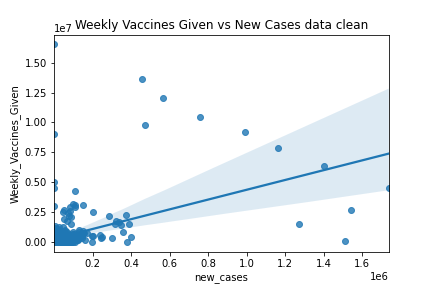 Weekly Vaccines Given vs New Cases data clean
1e7
1.50
1.25
1.00
0.75
0.50
0.25
0.00
Weekly_Vaccines_Given
0.2 0.4 0.6 0.8 1.0 1.2 1.4 1.6
new_cases
1e6